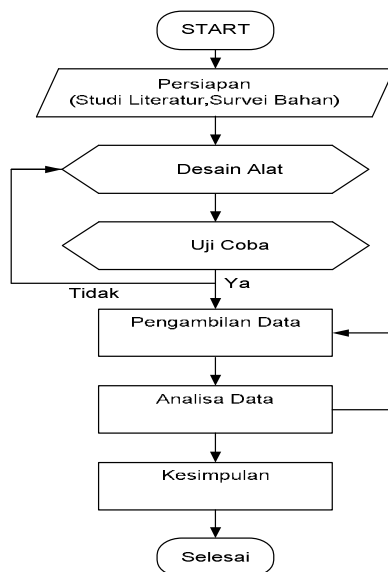 START
Persiapan
(Studi Literatur,Survei Bahan)
Desain Alat
Uji Coba
Ya
Tidak
Pengambilan Data
Analisa Data
Kesimpulan
Selesai